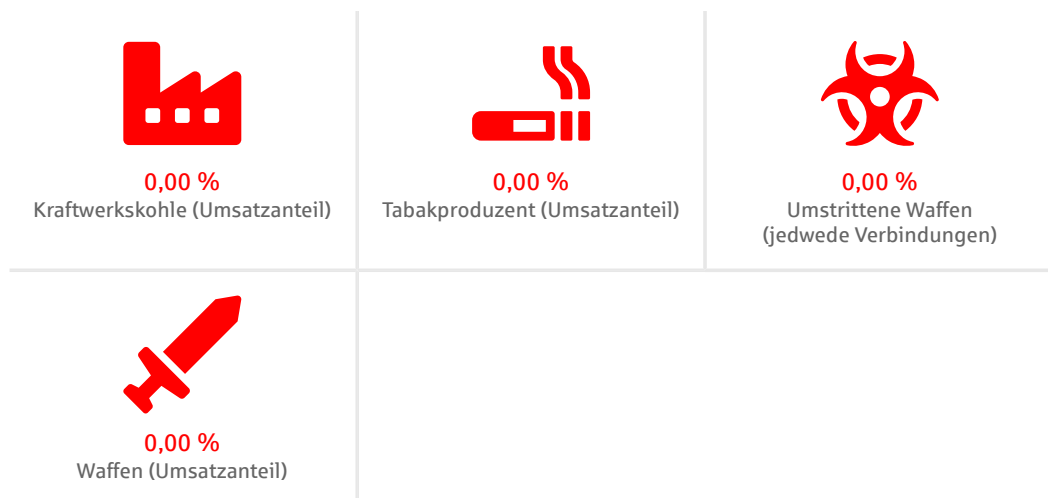 0,00 %
Kraftwerkskohle (Umsatzanteil)
0,00 %
Tabakproduzent (Umsatzanteil)
0,00 %
Umstrittene Waffen
(jedwede Verbindungen)
0,00 %
Waffen (Umsatzanteil)